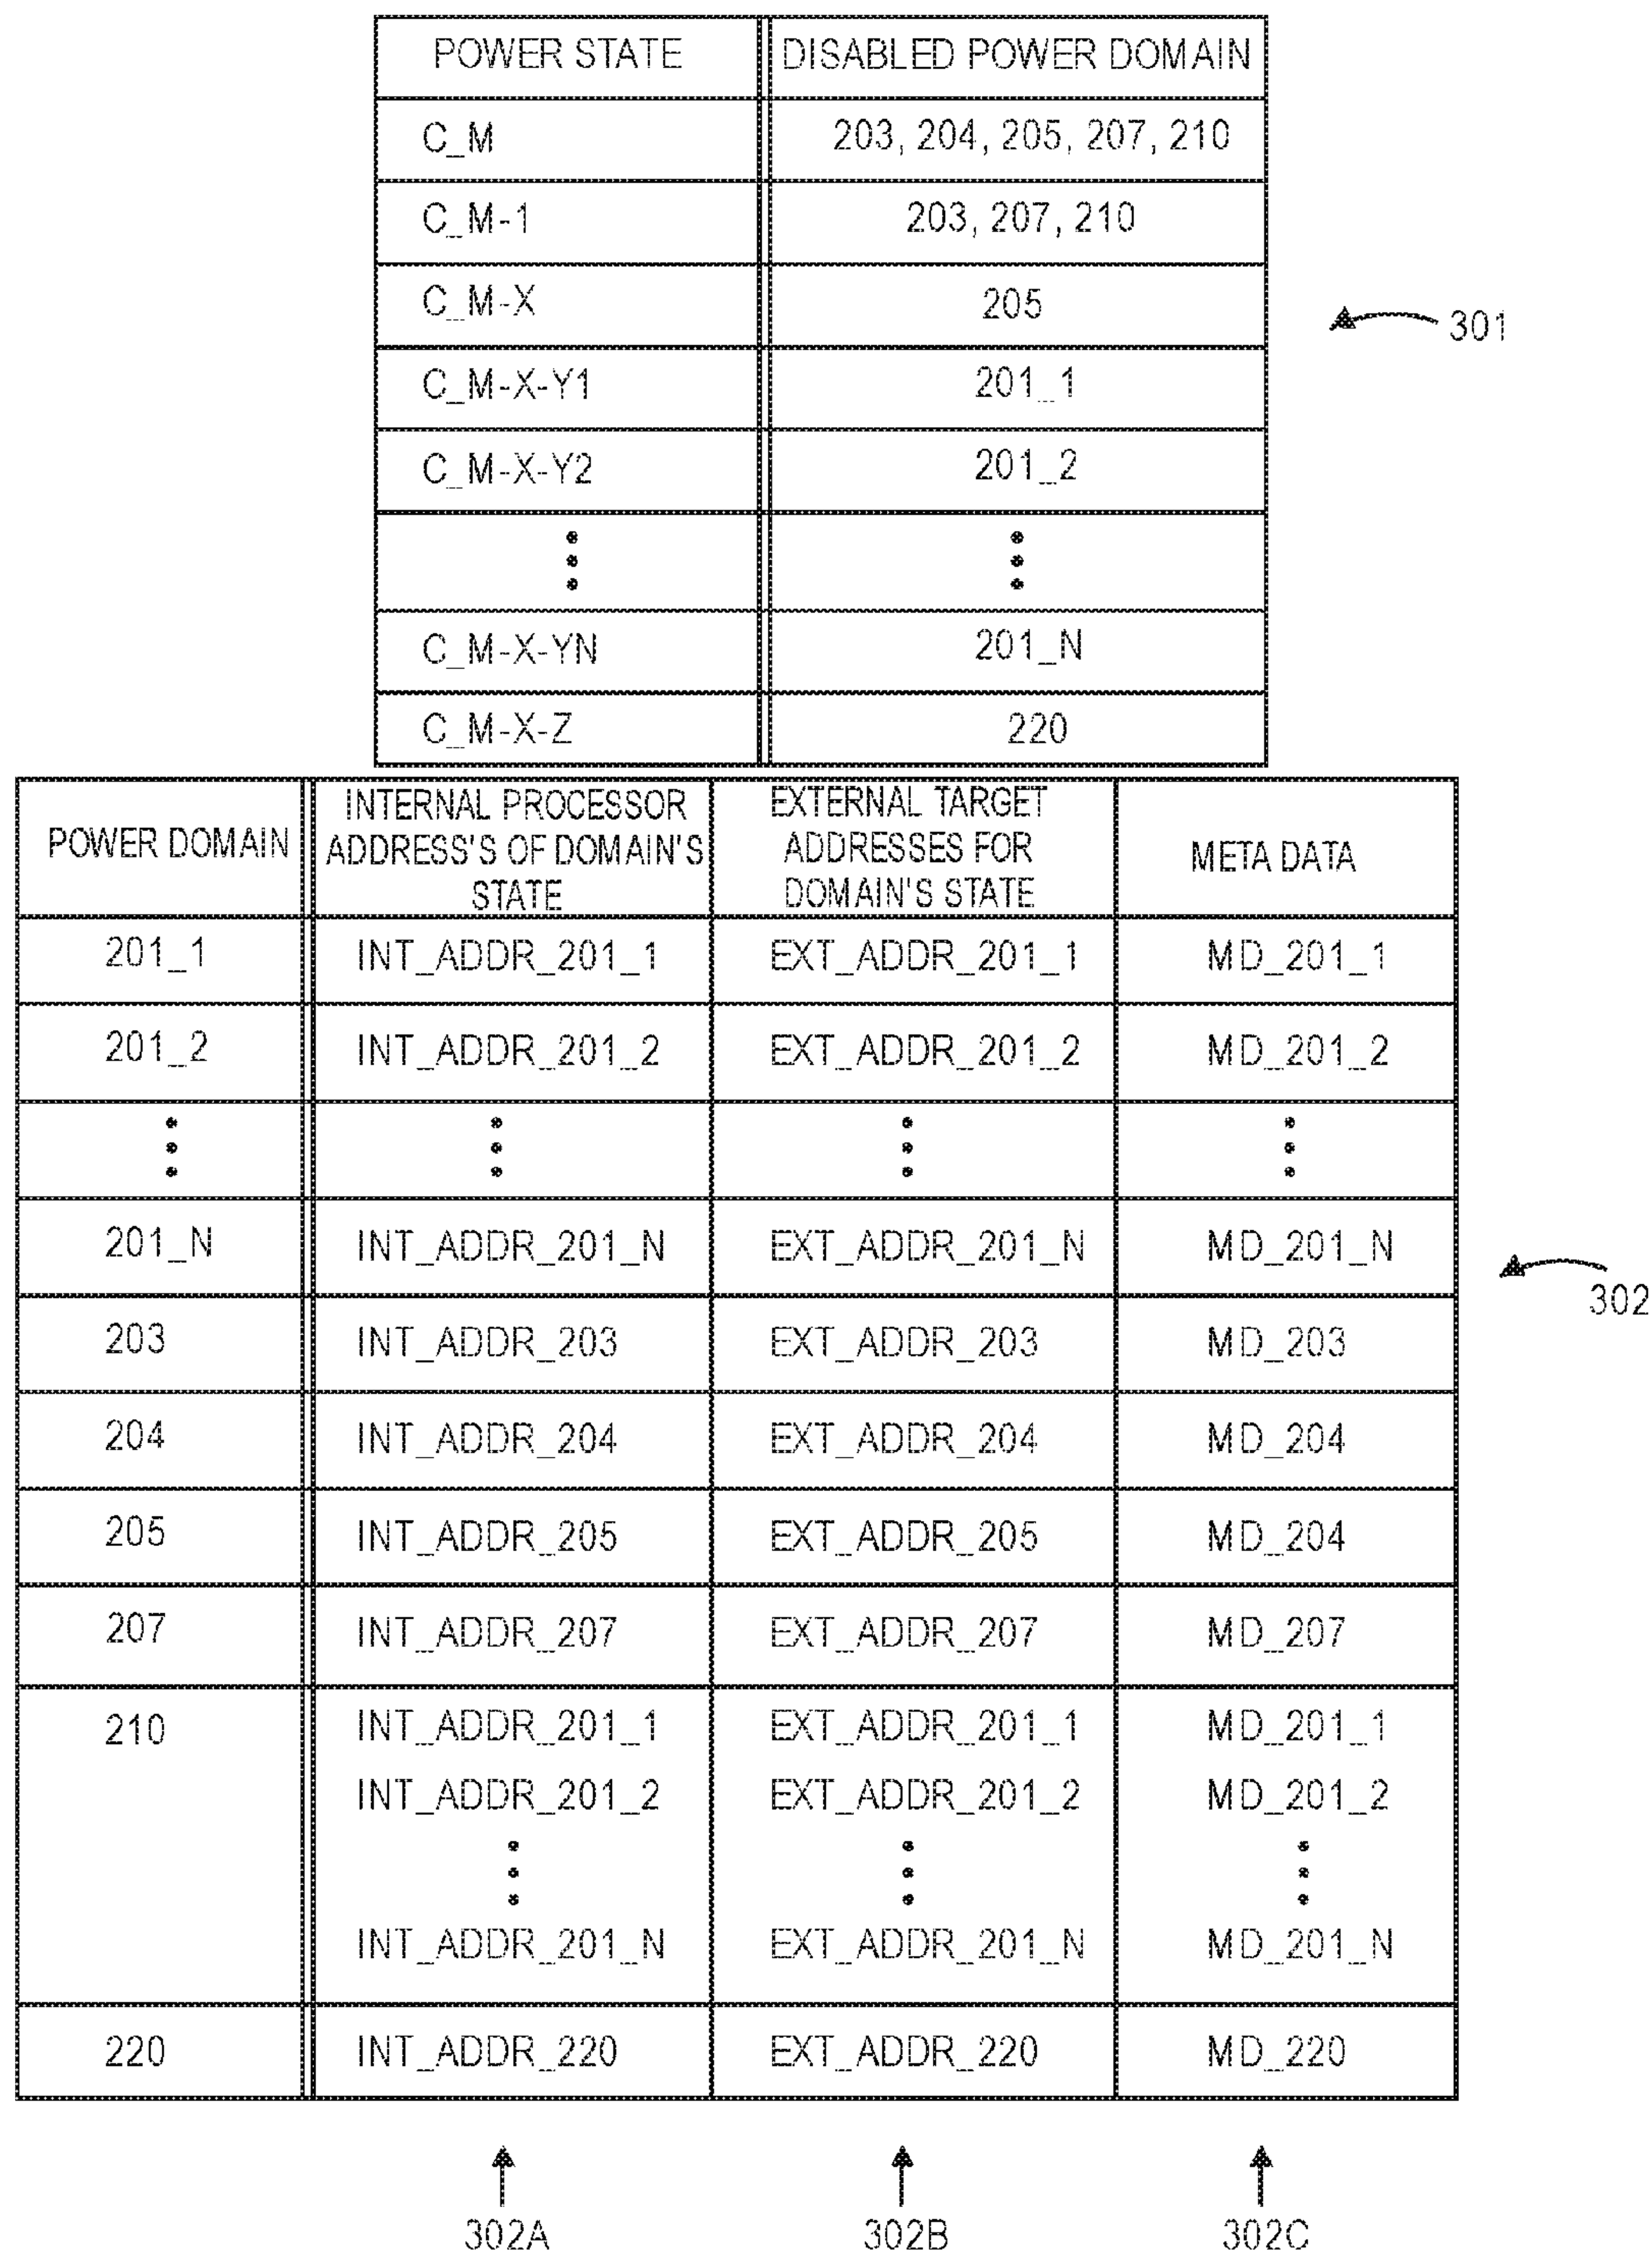 POWER STATE DISABLED POWER DOMAIN
C_M 203, 204, 205, 207, 210
C_M-1 203, 207, 210
C_M-X 205
301
C_M-X-Y1 201_1
C_M-X-Y2 201_2
C_M-X-YN 201_N
C_M-X-Z 220
POWER DOMAIN
INTERNAL PROCESSOR
ADDRESS'S OF DOMAIN'S
STATE
EXTERNAL TARGET
ADDRESSES FOR
DOMAIN'S STATE
META DATA
201_1 INT_ADDR_201_1 EXT_ADDR_201_1 MD_201_1
201_2 INT_ADDR_201_2 EXT_ADDR_201_2 MD_201_2
201_N INT_ADDR_201_N EXT_ADDR_201_N MD_201_N
302
203 INT_ADDR_203 EXT_ADDR_203 MD_203
204 INT_ADDR_204 EXT_ADDR_204 MD_204
205 INT_ADDR_205 EXT_ADDR_205 MD_204
207 INT_ADDR_207 EXT_ADDR_207 MD_207
210 INT_ADDR_201_1 EXT_ADDR_201_1 MD_201_1
INT_ADDR_201_2 EXT_ADDR_201_2 MD_201_2
INT_ADDR_201_N EXT_ADDR_201_N MD_201_N
220 INT_ADDR_220 EXT_ADDR_220 MD_220
302A 302B 302C